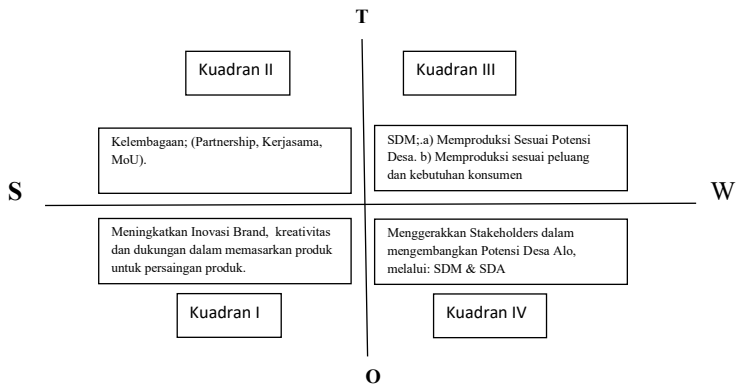 T
Kuadran II
Kuadran III
Kelembagaan; (Partnership, Kerjasama,
MoU).
SDM;.a) Memproduksi Sesuai Potensi
Desa. b) Memproduksi sesuai peluang
dan kebutuhan konsumen
S
W
Meningkatkan Inovasi Brand, kreativitas
dan dukungan dalam memasarkan produk
untuk persaingan produk.
Menggerakkan Stakeholders dalam
mengembangkan Potensi Desa Alo,
melalui: SDM & SDA
Kuadran I
Kuadran IV
O